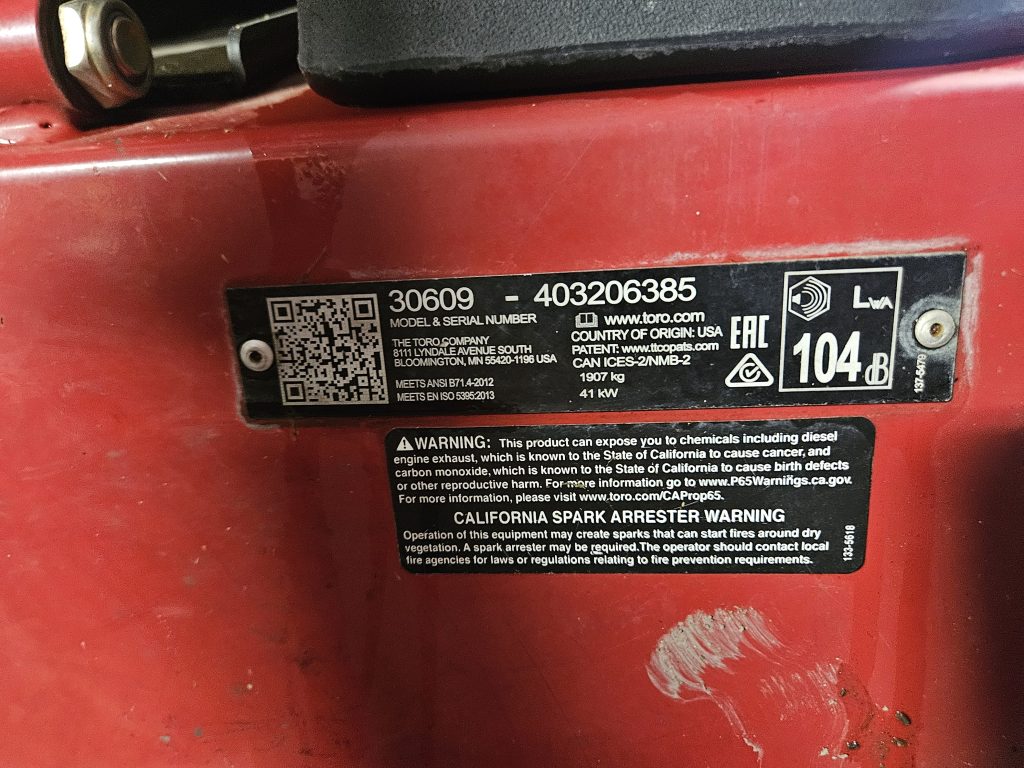 30609 - 403206385
MODEL & SERIAL NUMBER
THE TORO COMPANY
8111 LYNDALE AVENUE SOUTH
BLOOMINGTON, MN 55420-1196 USA
MEETS ANSI B71.4-2012
MEETS EN ISO 5395:2013
www.toro.com
COUNTRY OF ORIGIN: USA
PATENT: www.ttcopats.com
CAN ICES-2/NMB-2
1907 kg
41 kW
EAC
LWA
104 dB
137-5479
WARNING: This product can expose you to chemicals including diesel
engine exhaust, which is known to the State of California to cause cancer, and
carbon monoxide, which is known to the State of California to cause birth defects
or other reproductive harm. For more information go to www.P65Warnings.ca.gov.
For more information, please visit www.toro.com/CAProp65.
CALIFORNIA SPARK ARRESTER WARNING
Operation of this equipment may create sparks that can start fires around dry
vegetation. A spark arrester may be required.The operator should contact local
fire agencies for laws or regulations relating to fire prevention requirements.
133-5618